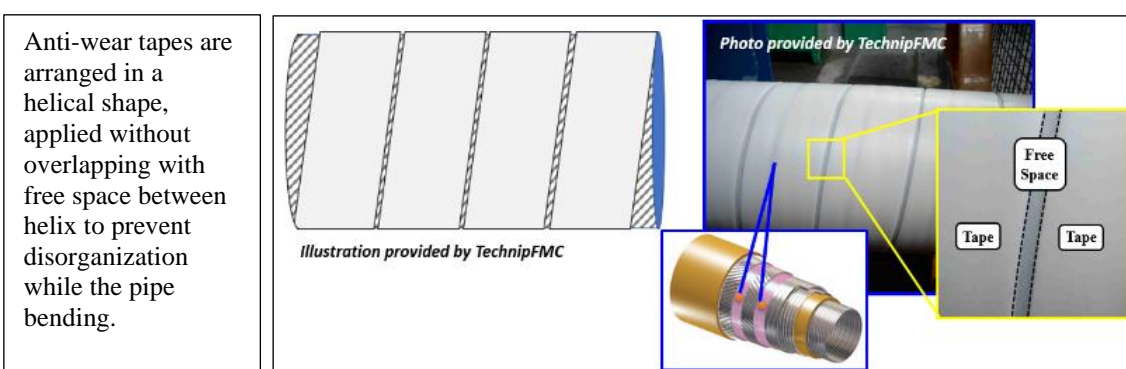 Anti-wear tapes are
arranged in a
helical shape,
applied without
overlapping with
free space between
helix to prevent
disorganization
while the pipe
bending.
Illustration provided by TechnipFMC
Photo provided by TechnipFMC
Free
Space
Tape
Tape